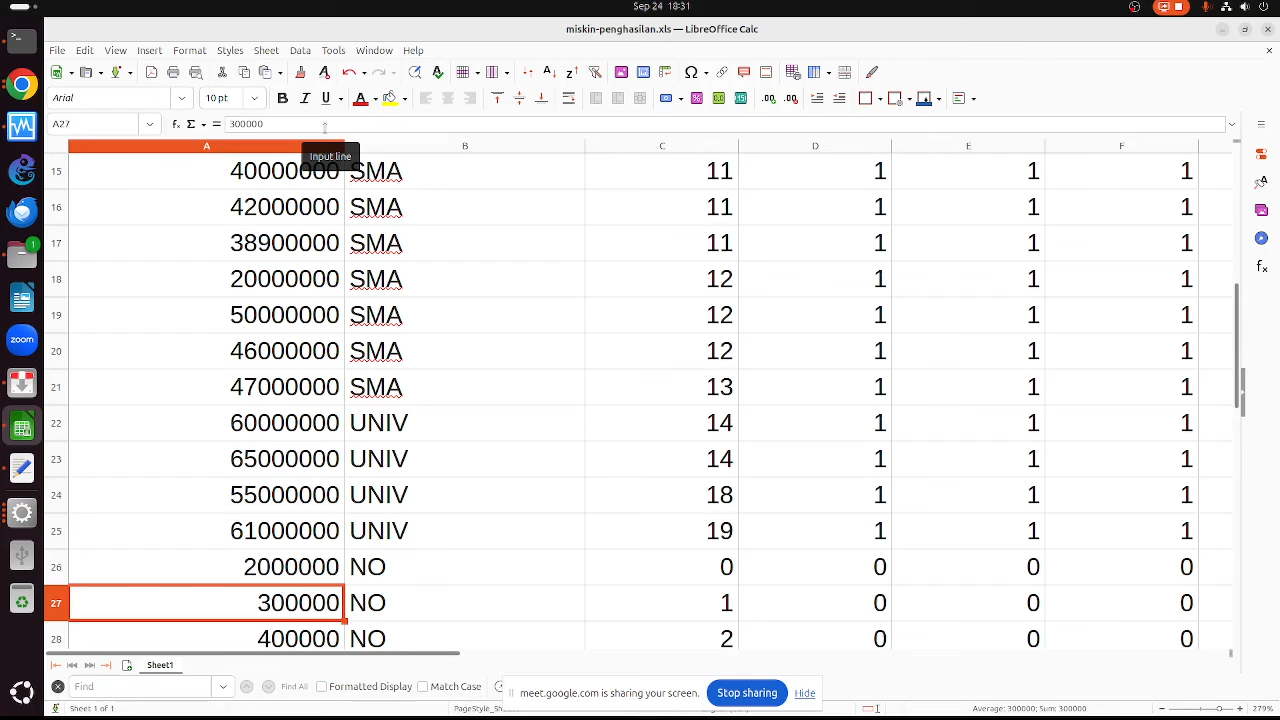 Sep 24 18:31
miskin-penghasilan.xls — LibreOffice Calc
File Edit View Insert Format Styles Sheet Data Tools Window Help
Arial 10 pt
A27 300000
Input line
A B C D E F
15 40000000 SMA 11 1 1 1
16 42000000 SMA 11 1 1 1
17 38900000 SMA 11 1 1 1
18 20000000 SMA 12 1 1 1
19 50000000 SMA 12 1 1 1
20 46000000 SMA 12 1 1 1
21 47000000 SMA 13 1 1 1
22 60000000 UNIV 14 1 1 1
23 65000000 UNIV 14 1 1 1
24 55000000 UNIV 18 1 1 1
25 61000000 UNIV 19 1 1 1
26 2000000 NO 0 0 0 0
27 300000 NO 1 0 0 0
28 400000 NO 2 0 0 0
Sheet1
Find Find All Formatted Display Match Case
meet.google.com is sharing your screen. Stop sharing Hide
Sheet 1 of 1 PageStyle_Sheet Average: 300000; Sum: 300000 279%
zoom
1